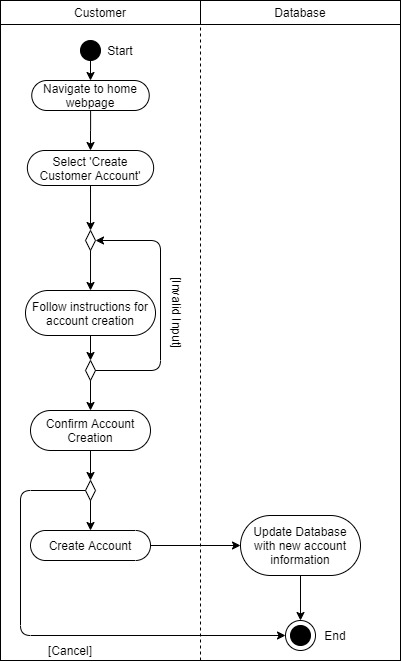 Customer
Database
Start
Navigate to home
webpage
Select 'Create
Customer Account'
[Invalid Input]
Follow instructions for
account creation
Confirm Account
Creation
Create Account
Update Database
with new account
information
End
[Cancel]